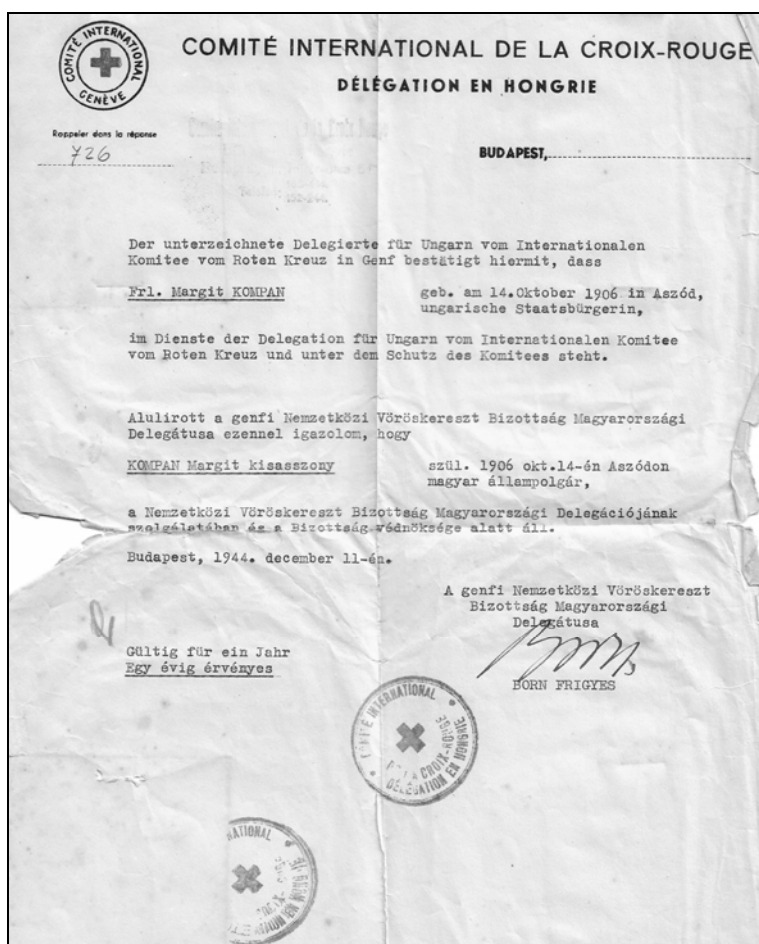 COMITÉ INTERNATIONAL
GENÈVE
COMITÉ INTERNATIONAL DE LA CROIX-ROUGE
DÉLÉGATION EN HONGRIE
Rappeler dans la réponse
726
BUDAPEST,
Der unterzeichnete Delegierte für Ungarn vom Internationalen
Komitee vom Roten Kreuz in Genf bestätigt hiermit, dass
Frl. Margit KOMPAN geb. am 14.Oktober 1906 in Aszód,
ungarische Staatsbürgerin,
im Dienste der Delegation für Ungarn vom Internationalen Komitee
vom Roten Kreuz und unter dem Schutz des Komitees steht.
Alulirott a genfi Nemzetközi Vöröskereszt Bizottság Magyarországi
Delegátusa ezennel igazolom, hogy
KOMPAN Margit kisasszony szül. 1906 okt.14-én Aszódon
magyar állampolgár,
a Nemzetközi Vöröskereszt Bizottság Magyarországi Delegációjának
szolgálatában és a Bizottság védnöksége alatt áll.
Budapest, 1944. december 11-én.
A genfi Nemzetközi Vöröskereszt
Bizottság Magyarországi
Delegátusa
Gültig für ein Jahr
Egy évig érvényes
Born
BORN FRIGYES
COMITÉ INTERNATIONAL
DE LA CROIX-ROUGE
DÉLÉGATION EN HONGRIE